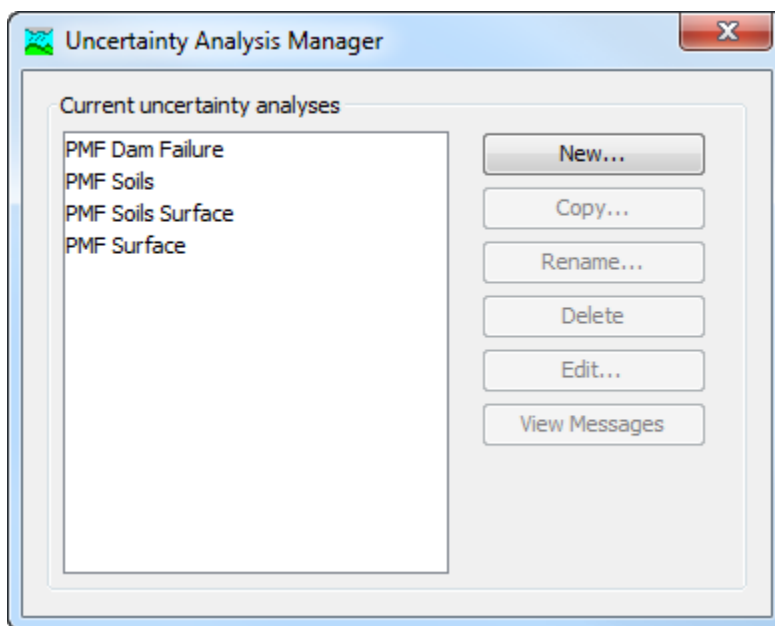 Uncertainty Analysis Manager
Current uncertainty analyses
PMF Dam Failure
PMF Soils
PMF Soils Surface
PMF Surface
New...
Copy...
Rename...
Delete
Edit...
View Messages